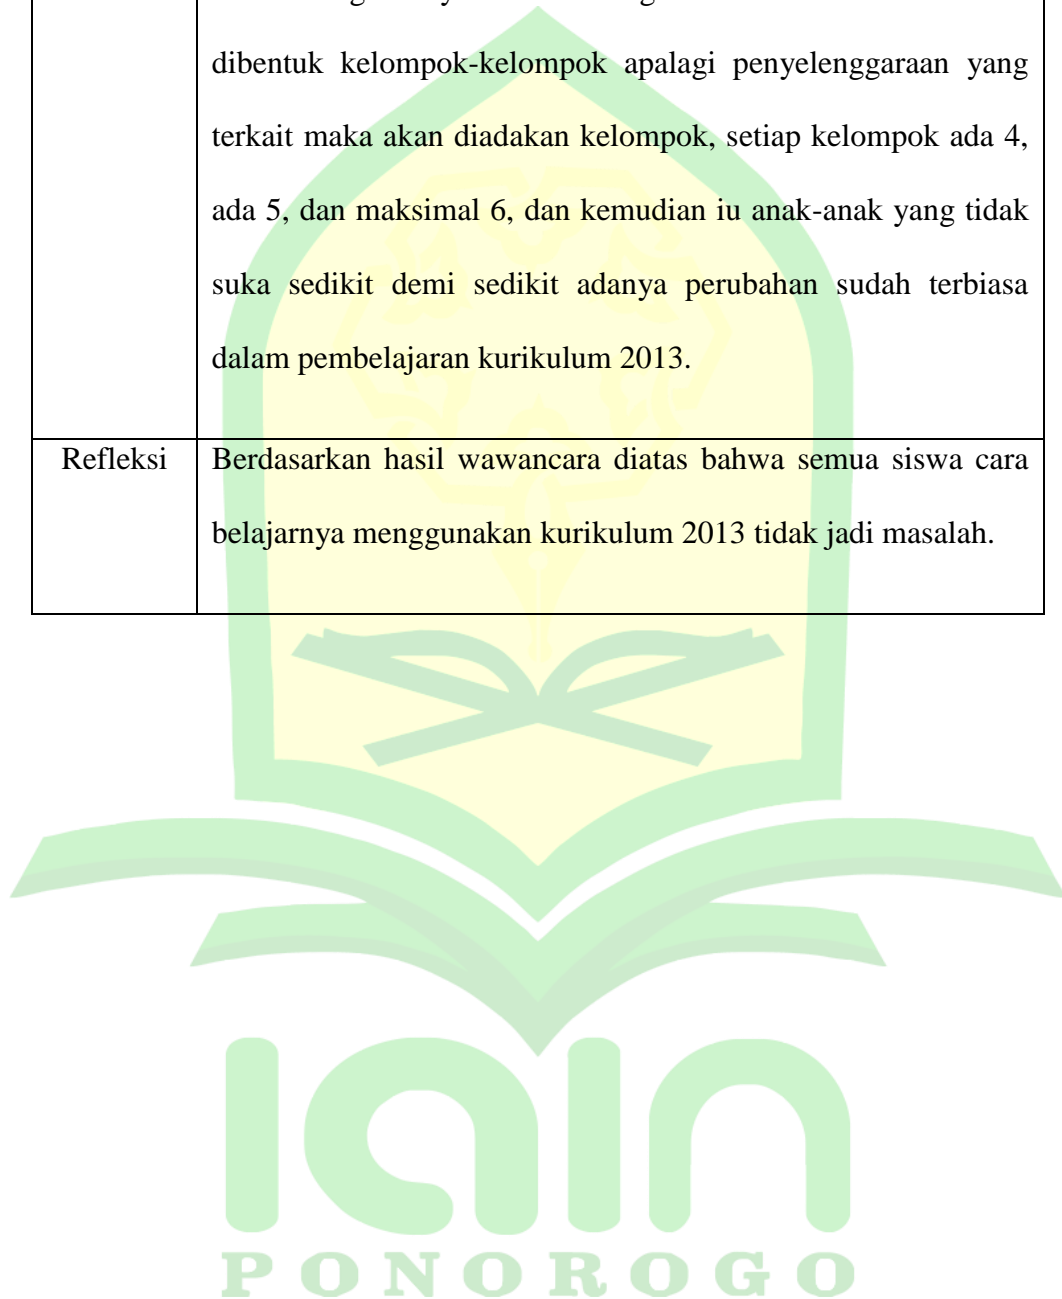 dibentuk kelompok-kelompok apalagi penyelenggaraan yang
terkait maka akan diadakan kelompok, setiap kelompok ada 4,
ada 5, dan maksimal 6, dan kemudian iu anak-anak yang tidak
suka sedikit demi sedikit adanya perubahan sudah terbiasa
dalam pembelajaran kurikulum 2013.
Refleksi Berdasarkan hasil wawancara diatas bahwa semua siswa cara
belajarnya menggunakan kurikulum 2013 tidak jadi masalah.
iain
PONOROGO